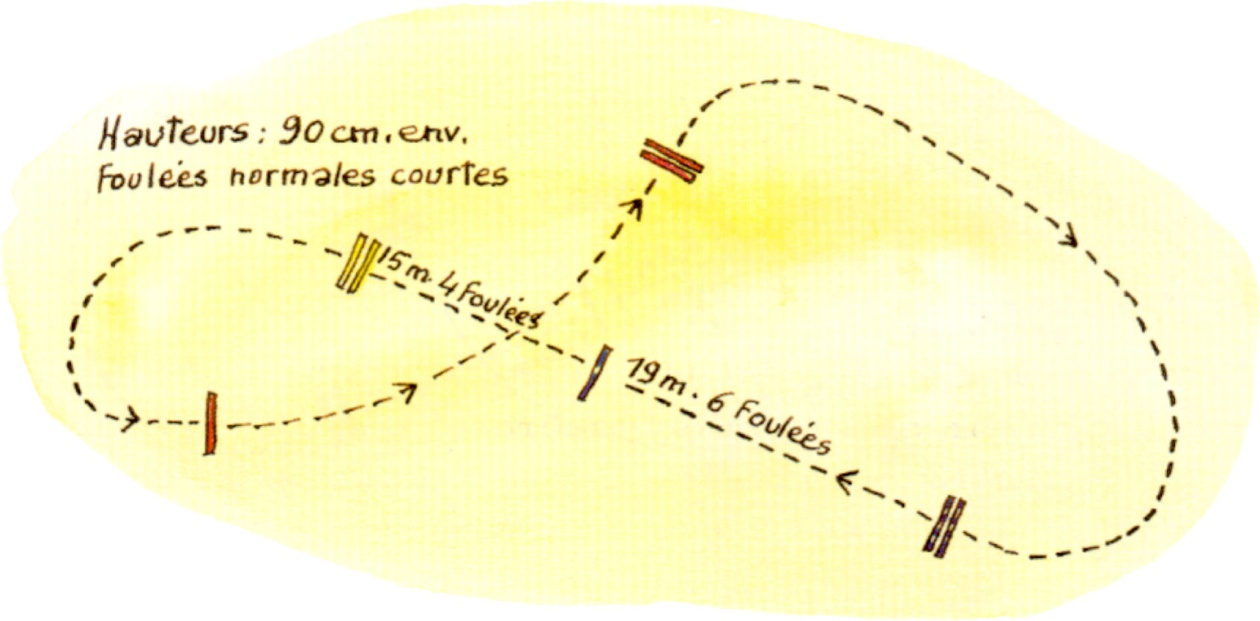 Hauteurs : 90 cm. env.
Foulées normales courtes
15 m. 4 foulées
19 m. 6 Foulées